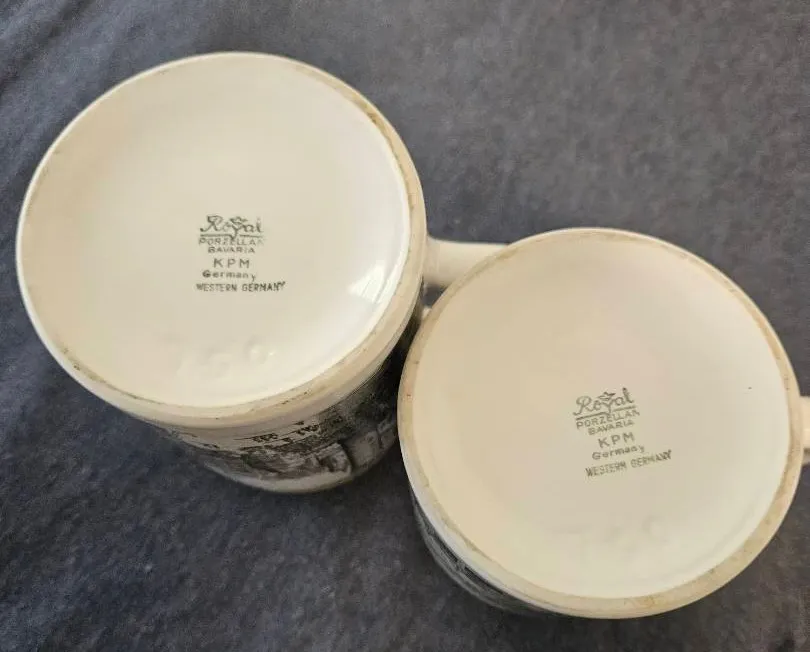 Royal
PORZELLAN
BAVARIA
KPM
Germany
WESTERN GERMANY
Royal
PORZELLAN
BAVARIA
KPM
Germany
WESTERN GERMANY